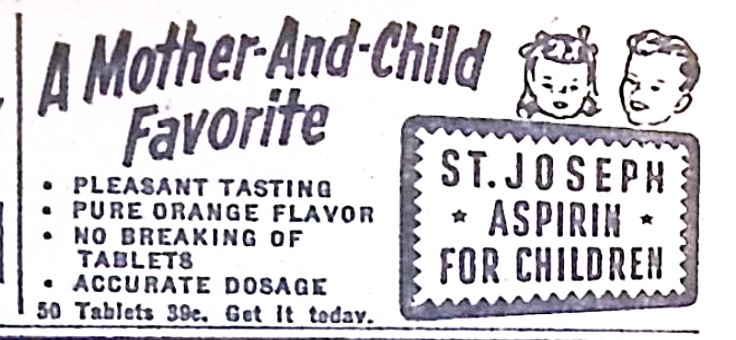 A Mother-And-Child
Favorite
• PLEASANT TASTING
• PURE ORANGE FLAVOR
• NO BREAKING OF
TABLETS
• ACCURATE DOSAGE
50 Tablets 39c. Get it today.
ST. JOSEPH
★ ASPIRIN ★
FOR CHILDREN